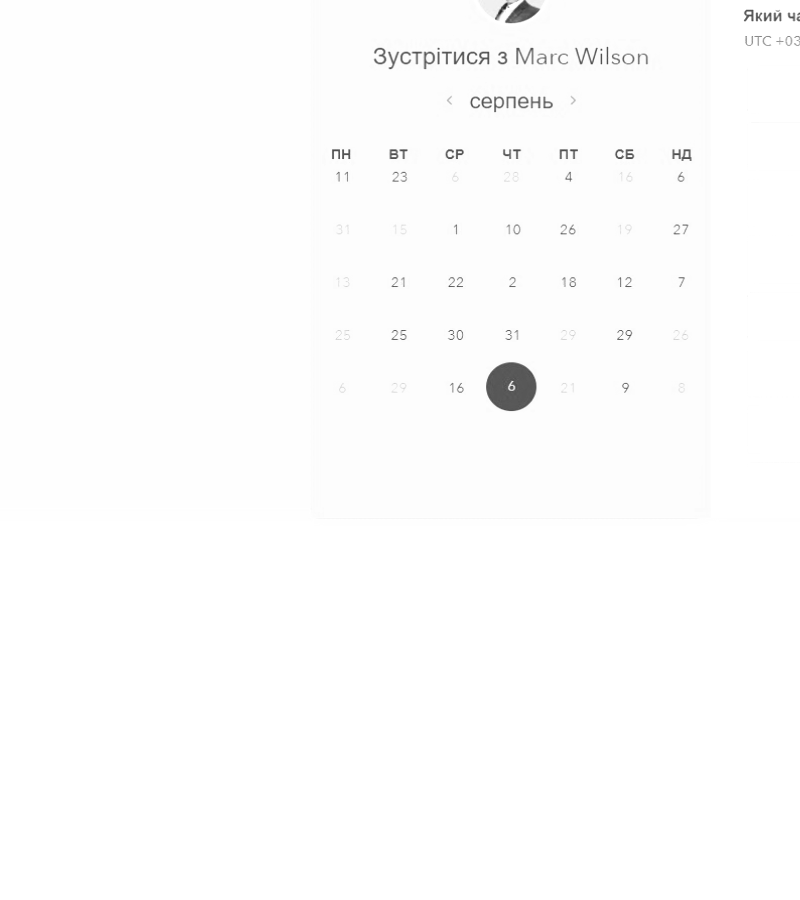 Який
UTC +03
Зустрітися з Marc Wilson
< серпень >
ПН ВТ СР ЧТ ПТ СБ НД
11 23 6 28 4 16 6
31 15 1 10 26 19 27
13 21 22 2 18 12 7
25 25 30 31 29 29 26
6 29 16 6 21 9 8